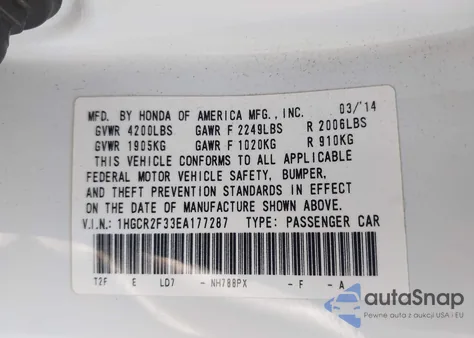 MFD. BY HONDA OF AMERICA MFG., INC. 03/'14
GVWR 4200LBS GAWR F 2249LBS R 2006LBS
GVWR 1905KG GAWR F 1020KG R 910KG
THIS VEHICLE CONFORMS TO ALL APPLICABLE
FEDERAL MOTOR VEHICLE SAFETY, BUMPER,
AND THEFT PREVENTION STANDARDS IN EFFECT
ON THE DATE OF MANUFACTURE SHOWN ABOVE.
V.I.N.: 1HGCR2F33EA177287 TYPE: PASSENGER CAR
T2F E LD7 - NH788PX - F - A
autoSnap
Pewne auta z aukcji USA i EU